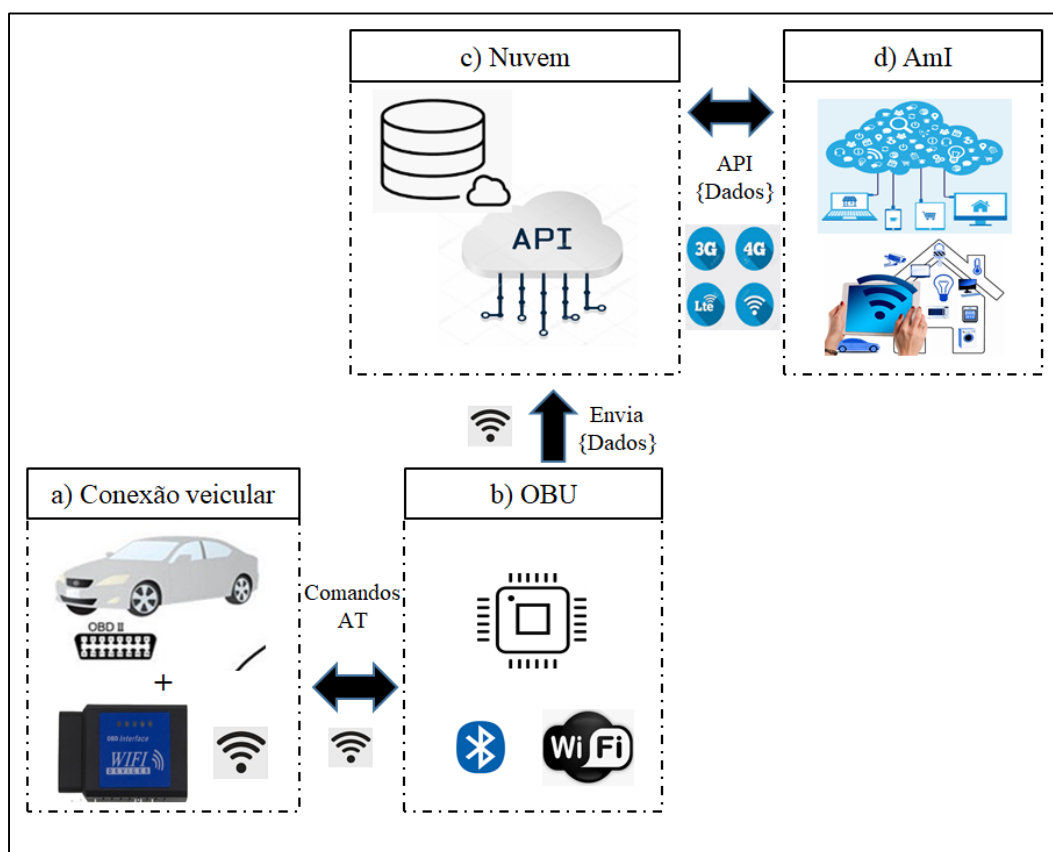 c) Nuvem
d) AmI
API
API
{Dados}
3G
4G
Lte
Envia
{Dados}
a) Conexão veicular
b) OBU
OBD II
+
Comandos
AT
OBD Interface
WIFI
DEVICES
Wi Fi